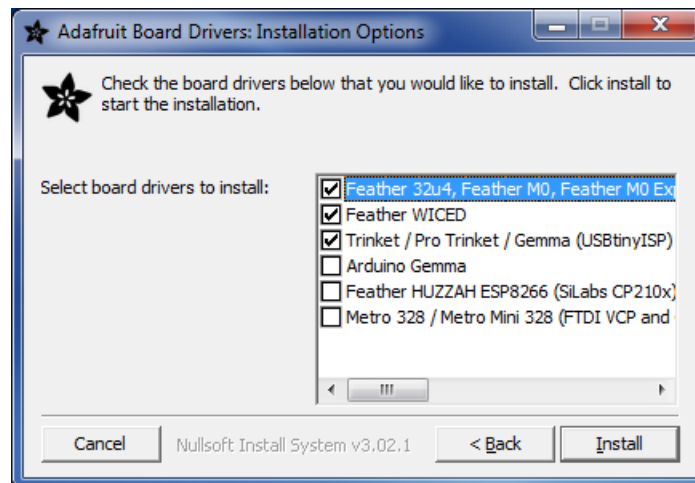 Adafruit Board Drivers: Installation Options
Check the board drivers below that you would like to install. Click install to
start the installation.
Select board drivers to install:
Feather 32u4, Feather M0, Feather M0 Exp
Feather WICED
Trinket / Pro Trinket / Gemma (USBtinyISP)
Arduino Gemma
Feather HUZZAH ESP8266 (SiLabs CP210x)
Metro 328 / Metro Mini 328 (FTDI VCP and
Cancel
Nullsoft Install System v3.02.1
< Back
Install